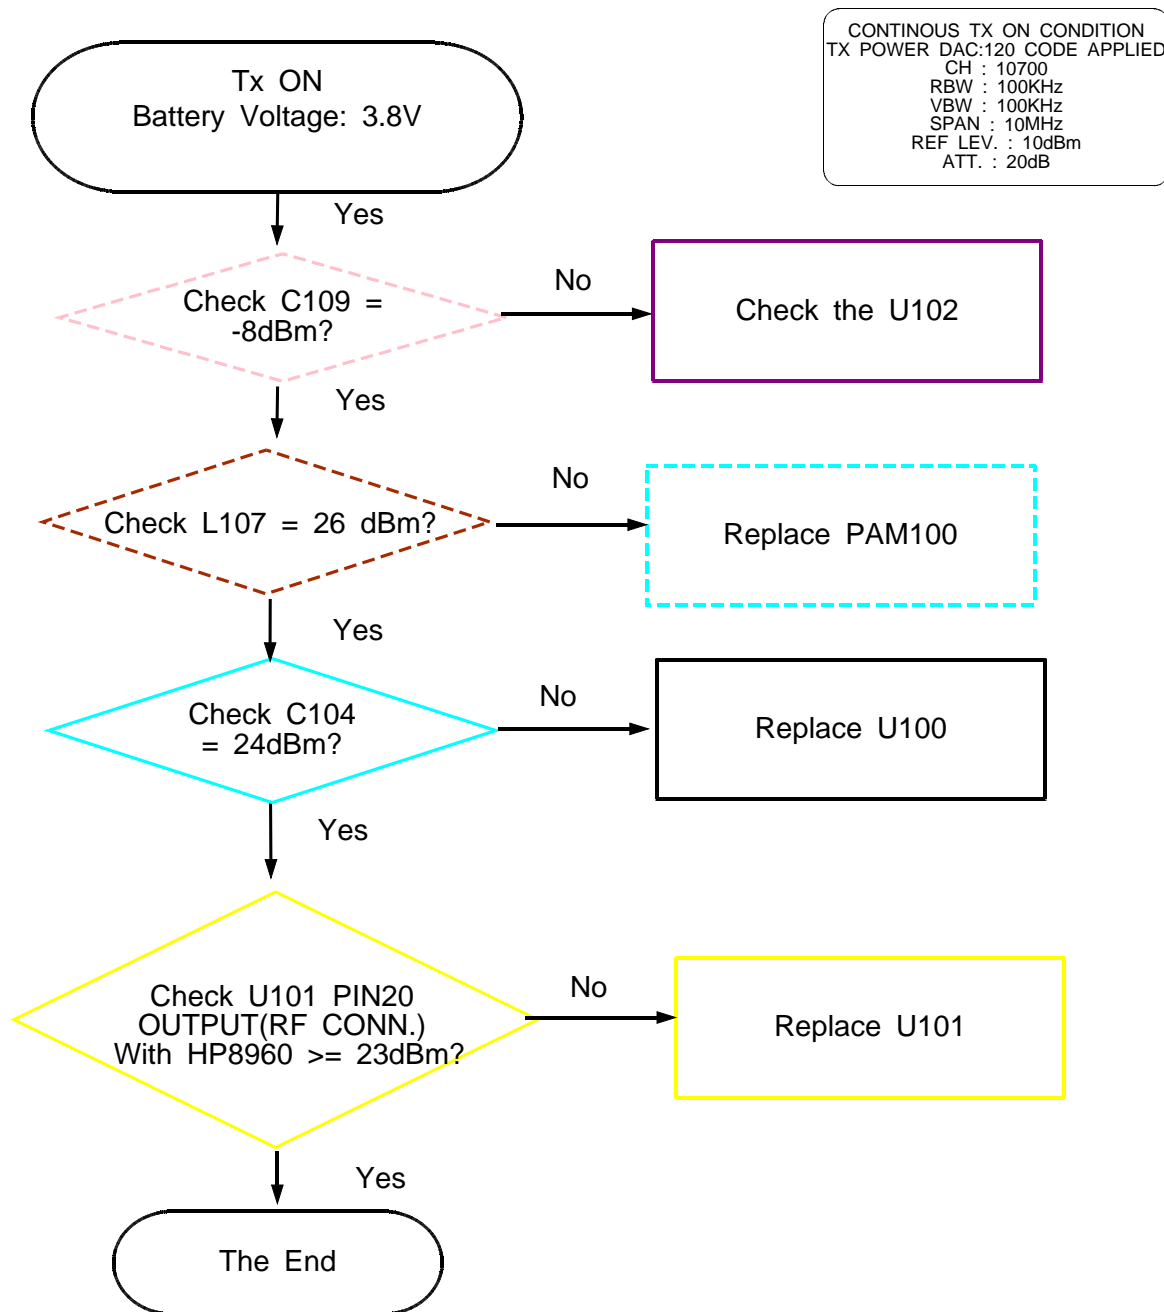 CONTINOUS TX ON CONDITION
TX POWER DAC:120 CODE APPLIED
CH : 10700
RBW : 100KHz
VBW : 100KHz
SPAN : 10MHz
REF LEV. : 10dBm
ATT. : 20dB
Tx ON
Battery Voltage: 3.8V
Yes
Check C109 =
-8dBm?
No
Check the U102
Yes
Check L107 = 26 dBm?
No
Replace PAM100
Yes
Check C104
= 24dBm?
No
Replace U100
Yes
Check U101 PIN20
OUTPUT(RF CONN.)
With HP8960 >= 23dBm?
No
Replace U101
Yes
The End